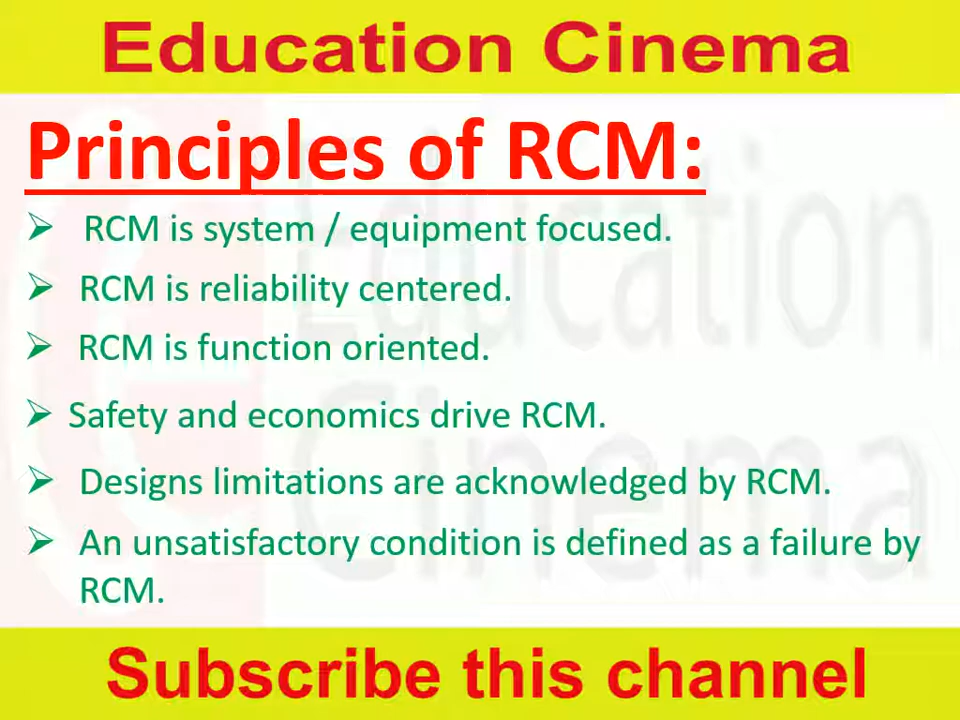 Education Cinema
Principles of RCM:
➢ RCM is system / equipment focused.
➢ RCM is reliability centered.
➢ RCM is function oriented.
➢ Safety and economics drive RCM.
➢ Designs limitations are acknowledged by RCM.
➢ An unsatisfactory condition is defined as a failure by
RCM.
Education
Cinema
Subscribe this channel